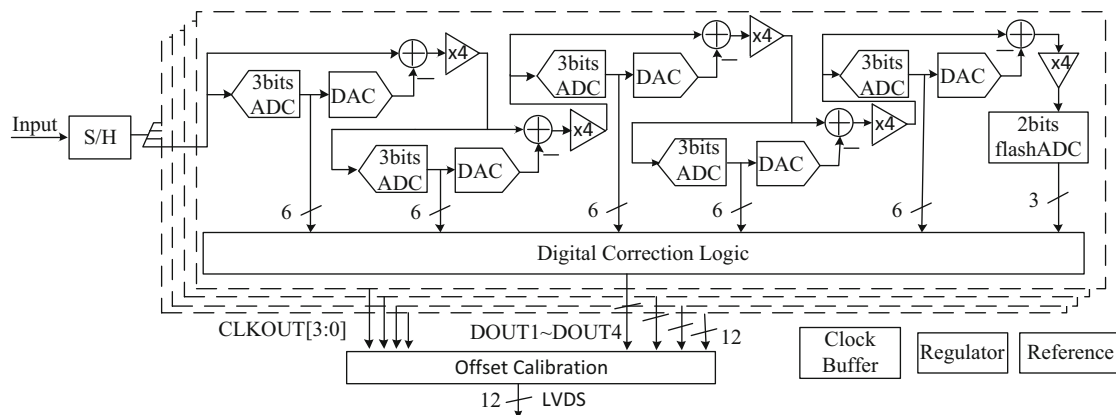 Input
S/H
3bits
ADC
DAC
x4
3bits
ADC
DAC
x4
3bits
ADC
DAC
x4
3bits
ADC
DAC
x4
3bits
ADC
DAC
x4
2bits
flashADC
6
6
6
6
6
3
Digital Correction Logic
CLKOUT[3:0]
DOUT1~DOUT4
12
Offset Calibration
12
LVDS
Clock
Buffer
Regulator
Reference